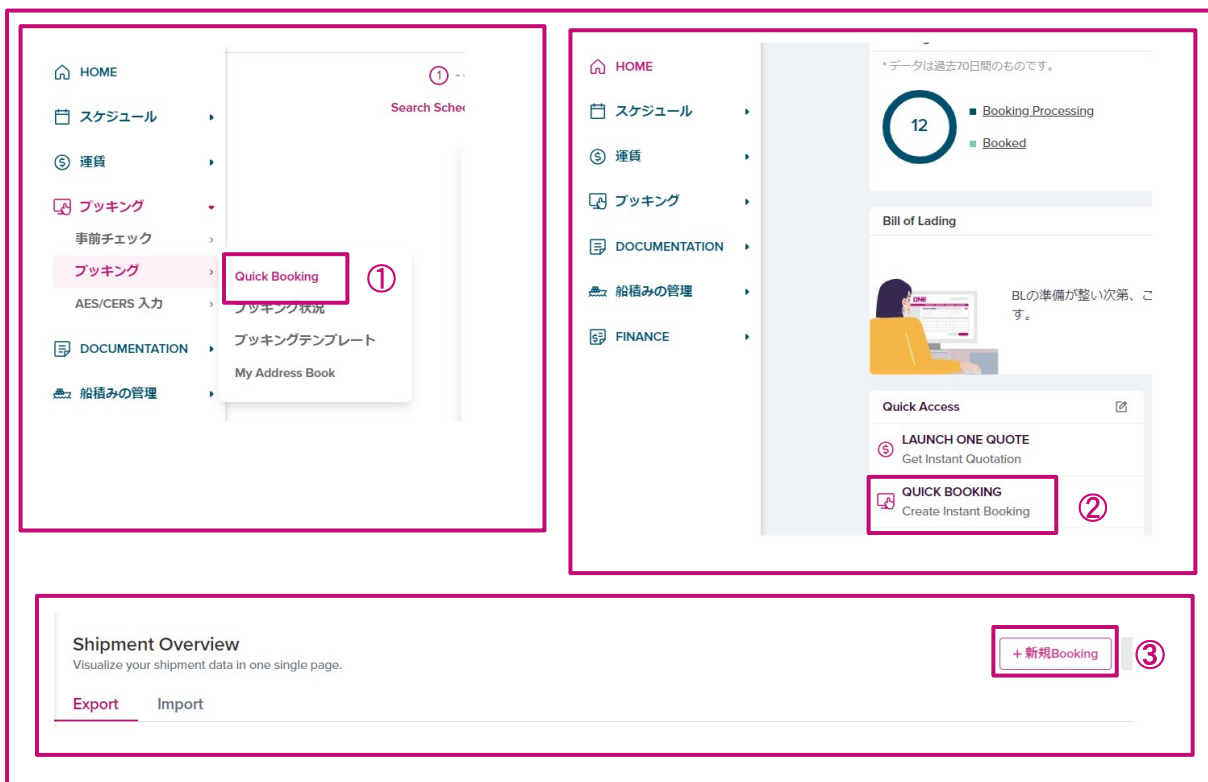 HOME
スケジュール
運賃
ブッキング
事前チェック
ブッキング
AES/CERS 入力
DOCUMENTATION
船積みの管理
1
Search Sche
Quick Booking
①
ブッキング状況
ブッキングテンプレート
My Address Book
HOME
スケジュール
運賃
ブッキング
DOCUMENTATION
船積みの管理
FINANCE
*データは過去70日間のものです。
12
Booking Processing
Booked
Bill of Lading
ONE
BLの準備が整い次第、こ
す。
Quick Access
LAUNCH ONE QUOTE
Get Instant Quotation
QUICK BOOKING
Create Instant Booking
②
Shipment Overview
Visualize your shipment data in one single page.
+ 新規Booking
③
Export Import